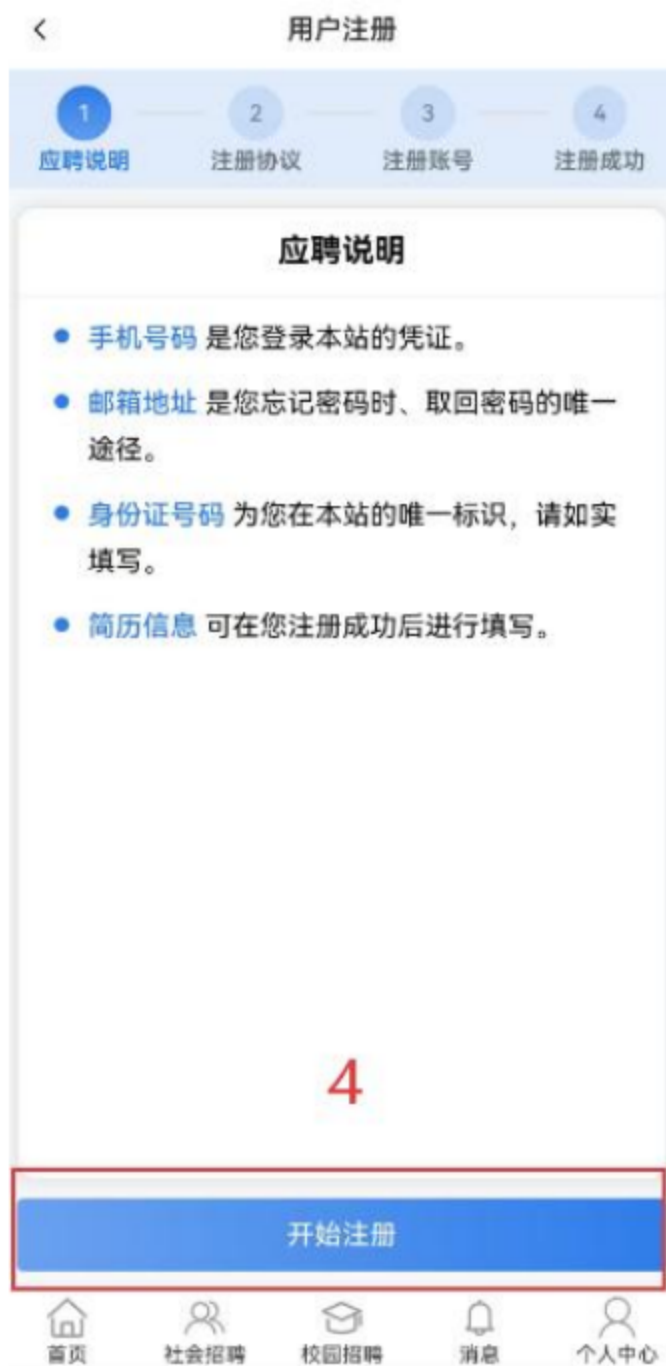 用户注册
1
2
3
4
应聘说明
注册协议
注册账号
注册成功
应聘说明
手机号码 是您登录本站的凭证。
邮箱地址 是您忘记密码时、取回密码的唯一
途径。
身份证号码 为您在本站的唯一标识，请如实
填写。
简历信息 可在您注册成功后进行填写。
4
开始注册
首页
社会招聘
校园招聘
消息
个人中心